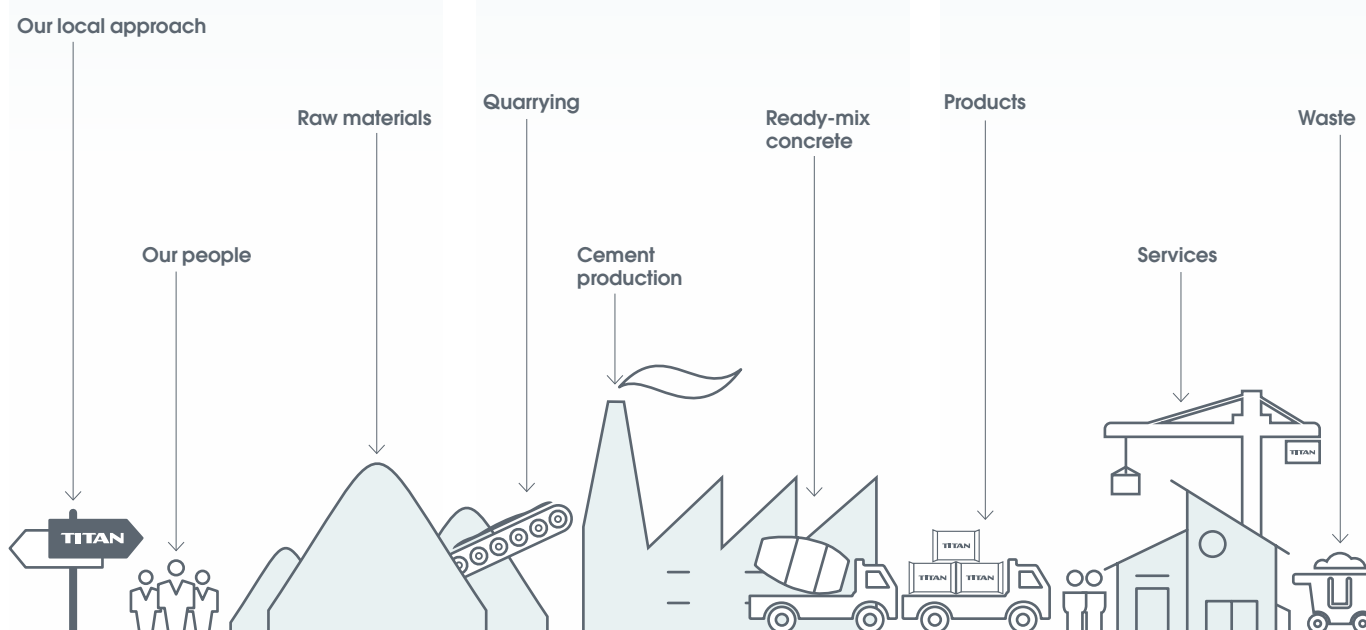 Our local approach
Quarrying
Products
Raw materials
Ready-mix
concrete
Waste
Our people
Cement
production
Services
TITAN
TITAN
TITAN
TITAN
TITAN